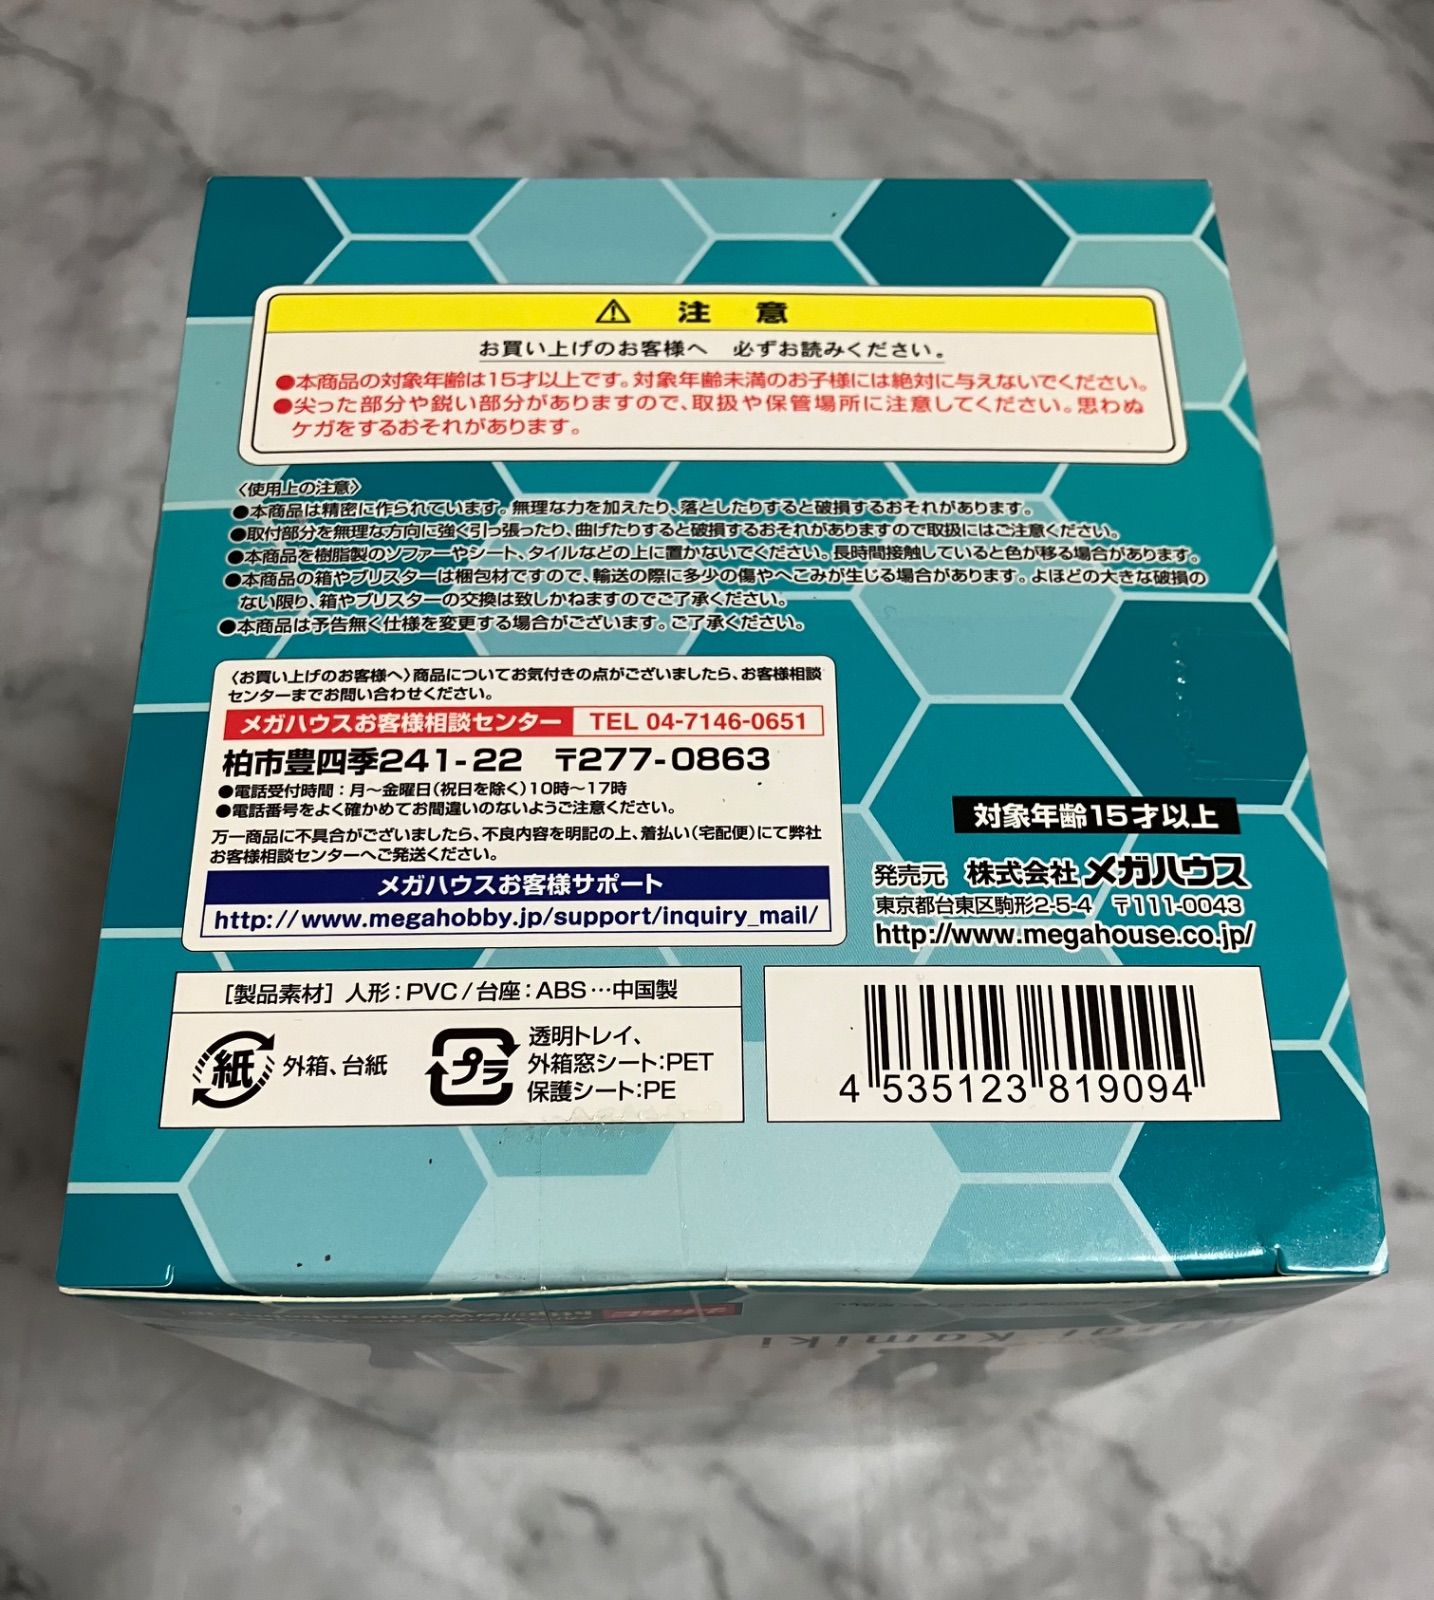 ⚠ 注 意
お買い上げのお客様へ 必ずお読みください。
●本商品の対象年齢は15才以上です。対象年齢未満のお子様には絶対に与えないでください。
●尖った部分や鋭い部分がありますので、取扱や保管場所に注意してください。思わぬ
ケガをするおそれがあります。
〈使用上の注意〉
●本商品は精密に作られています。無理な力を加えたり、落としたりすると破損するおそれがあります。
●取付部分を無理な方向に強く引っ張ったり、曲げたりすると破損するおそれがありますので取扱にはご注意ください。
●本商品を樹脂製のソファーやシート、タイルなどの上に置かないでください。長時間接触していると色が移る場合があります。
●本商品の箱やブリスターは梱包材ですので、輸送の際に多少の傷やへこみが生じる場合があります。よほどの大きな破損の
ない限り、箱やブリスターの交換は致しかねますのでご了承ください。
●本商品は予告無く仕様を変更する場合がございます。ご了承ください。
〈お買い上げのお客様へ〉商品についてお気付きの点がございましたら、お客様相談
センターまでお問い合わせください。
メガハウスお客様相談センター TEL 04-7146-0651
柏市豊四季241-22 〒277-0863
●電話受付時間：月～金曜日(祝日を除く)10時～17時
●電話番号をよく確かめてお間違いのないようご注意ください。
万一商品に不具合がございましたら、不良内容を明記の上、着払い(宅配便)にて弊社
お客様相談センターへご発送ください。
メガハウスお客様サポート
http://www.megahobby.jp/support/inquiry_mail/
対象年齢15才以上
発売元 株式会社メガハウス
東京都台東区駒形2-5-4 〒111-0043
http://www.megahouse.co.jp/
[製品素材] 人形：PVC/台座：ABS…中国製
紙 外箱、台紙
プラ 透明トレイ、
外箱窓シート:PET
保護シート:PE
4 535123 819094
Kamiki